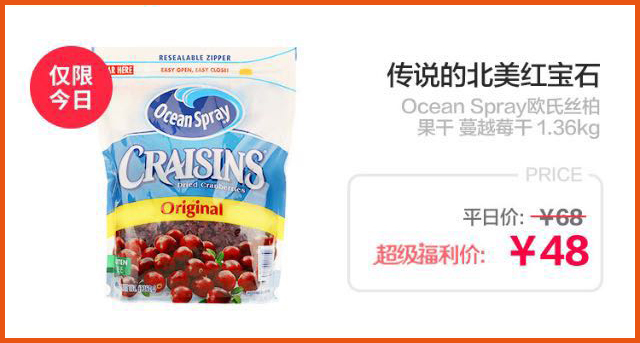 仅限
今日
RESEALABLE ZIPPER
EAR HERE
EASY OPEN, EASY CLOSE!
Ocean Spray
CRAISINS
Dried Cranberries
Original
传说的北美红宝石
Ocean Spray欧氏丝柏
果干 蔓越莓干 1.36kg
PRICE
平日价: ￥68
超级福利价: ￥48